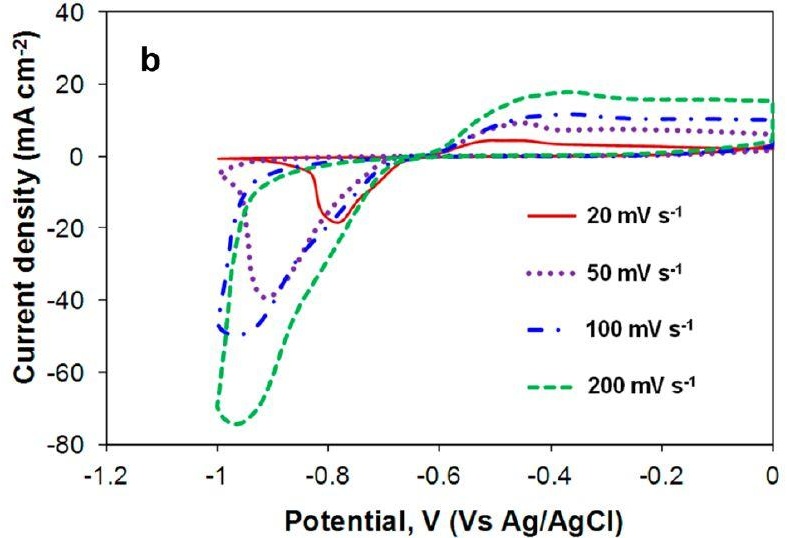 b
Current density (mA cm-2)
40
20
0
-20
-40
-60
-80
20 mV s-1
50 mV s-1
100 mV s-1
200 mV s-1
-1.2 -1 -0.8 -0.6 -0.4 -0.2 0
Potential, V (Vs Ag/AgCl)